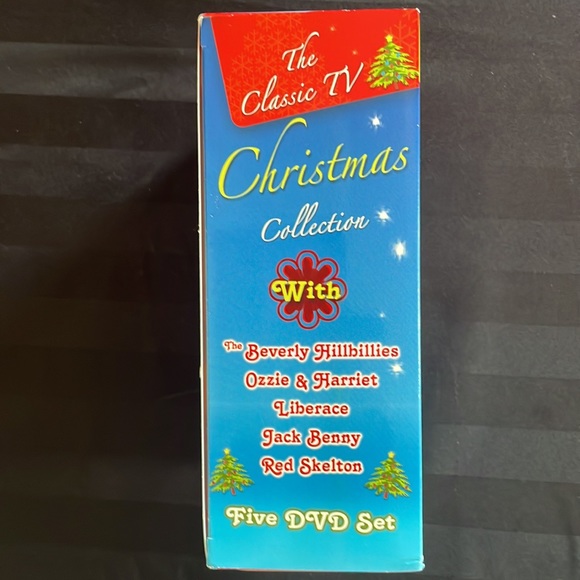 The
Classic TV
Christmas
Collection
With
The Beverly Hillbillies
Ozzie & Harriet
Liberace
Jack Benny
Red Skelton
Five DVD Set